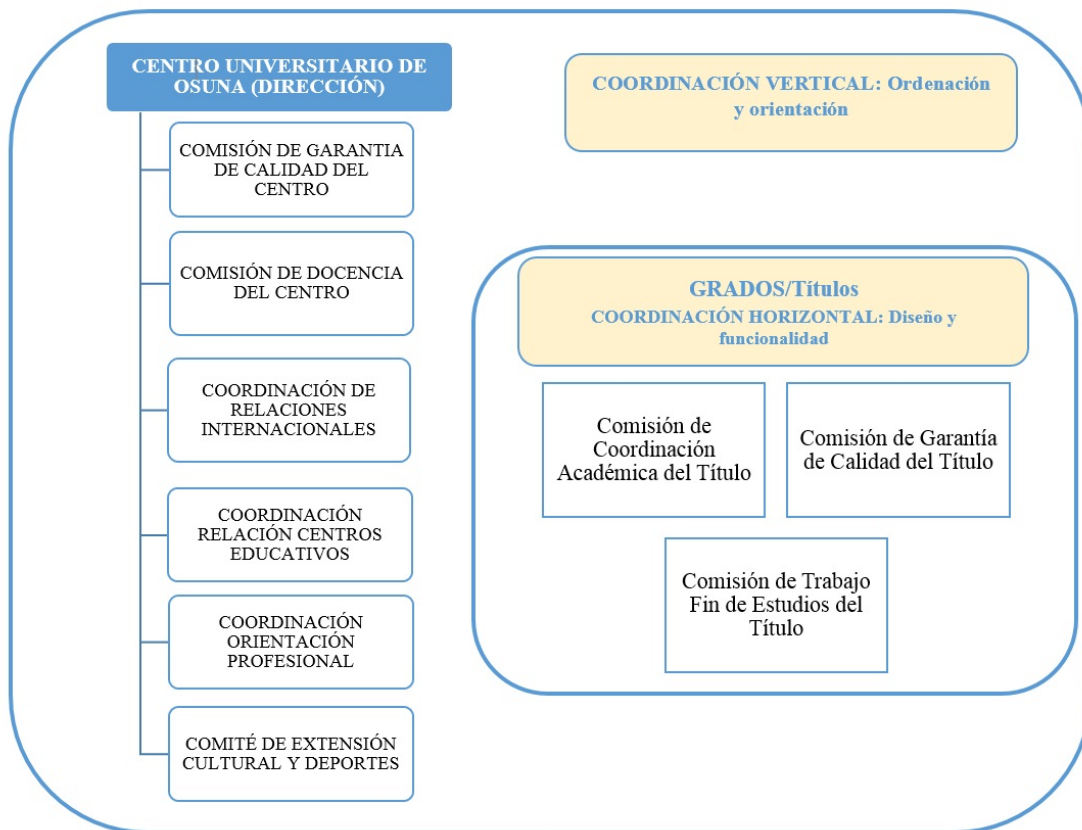 CENTRO UNIVERSITARIO DE
OSUNA (DIRECCIÓN)
COMISIÓN DE GARANTIA
DE CALIDAD DEL
CENTRO
COMISIÓN DE DOCENCIA
DEL CENTRO
COORDINACIÓN DE
RELACIONES
INTERNACIONALES
COORDINACIÓN
RELACIÓN CENTROS
EDUCATIVOS
COORDINACIÓN
ORIENTACIÓN
PROFESIONAL
COMITÉ DE EXTENSIÓN
CULTURAL Y DEPORTES
COORDINACIÓN VERTICAL: Ordenación
y orientación
GRADOS/Títulos
COORDINACIÓN HORIZONTAL: Diseño y
funcionalidad
Comisión de
Coordinación
Académica del Título
Comisión de Garantía
de Calidad del Título
Comisión de Trabajo
Fin de Estudios del
Título